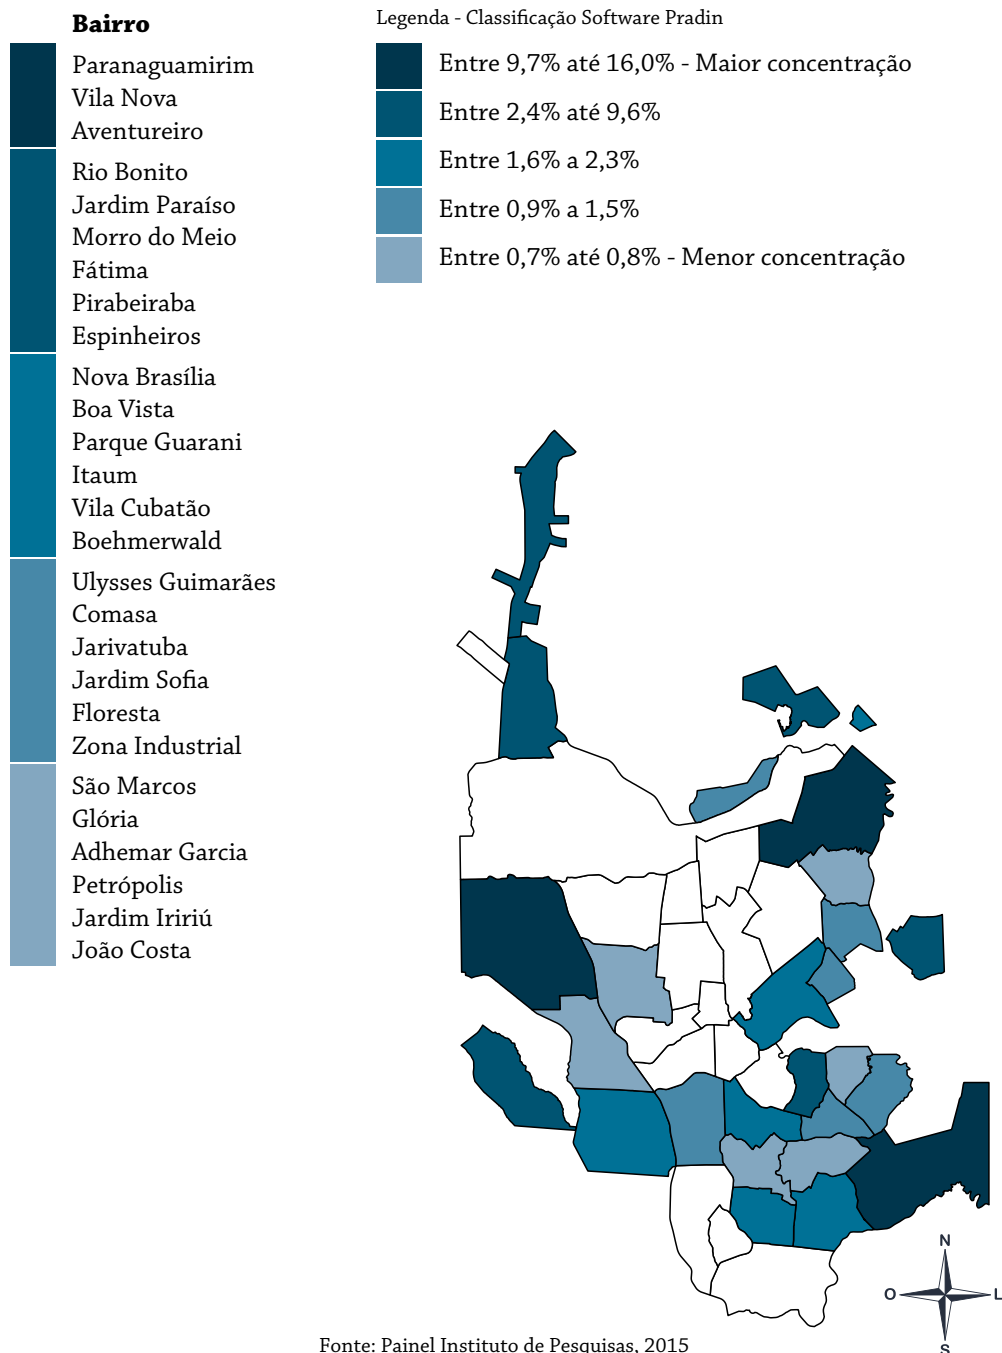 Bairro
Paranaguamirim
Vila Nova
Aventureiro
Rio Bonito
Jardim Paraíso
Morro do Meio
Fátima
Pirabeiraba
Espinheiros
Nova Brasília
Boa Vista
Parque Guarani
Itaum
Vila Cubatão
Boehmerwald
Ulysses Guimarães
Comasa
Jarivatuba
Jardim Sofia
Floresta
Zona Industrial
São Marcos
Glória
Adhemar Garcia
Petrópolis
Jardim Iririú
João Costa
Legenda - Classificação Software Pradin
Entre 9,7% até 16,0% - Maior concentração
Entre 2,4% até 9,6%
Entre 1,6% a 2,3%
Entre 0,9% a 1,5%
Entre 0,7% até 0,8% - Menor concentração
N
O
L
S
Fonte: Painel Instituto de Pesquisas, 2015